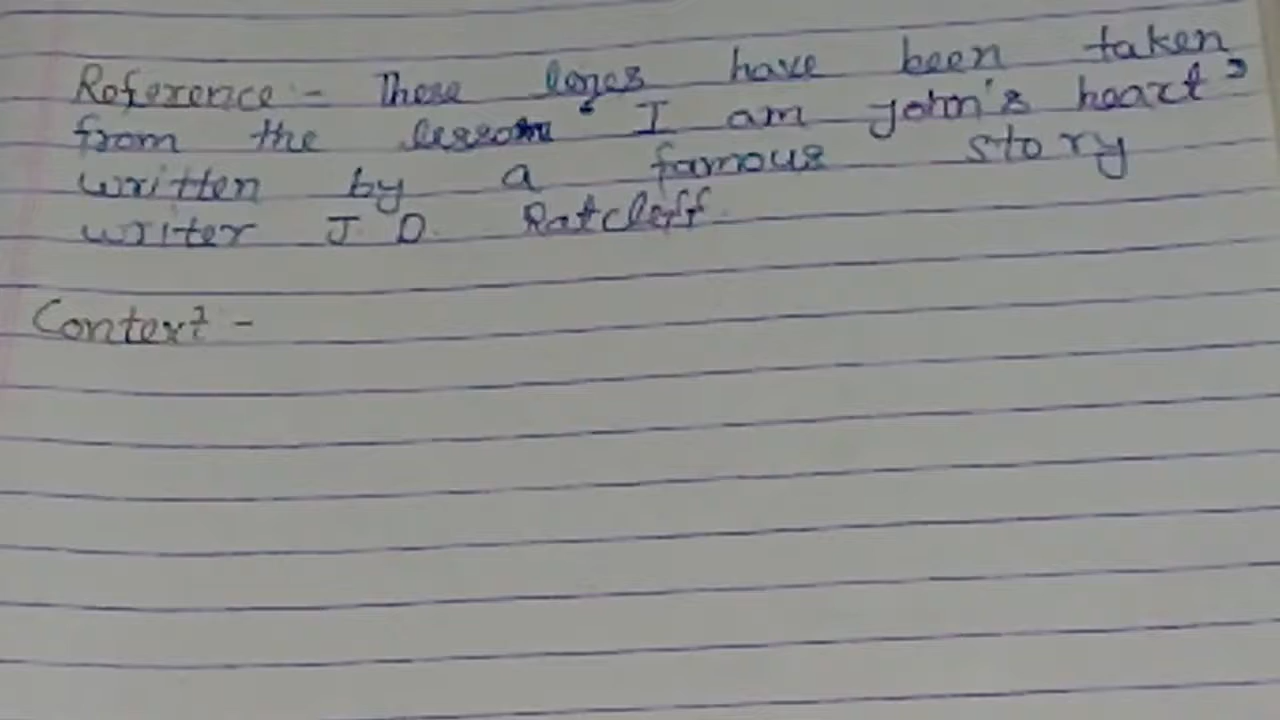 Reference :- These lines have been taken
from the lesson "I am John's heart"
written by a famous story
writer J. D. Ratcliff.
Context -